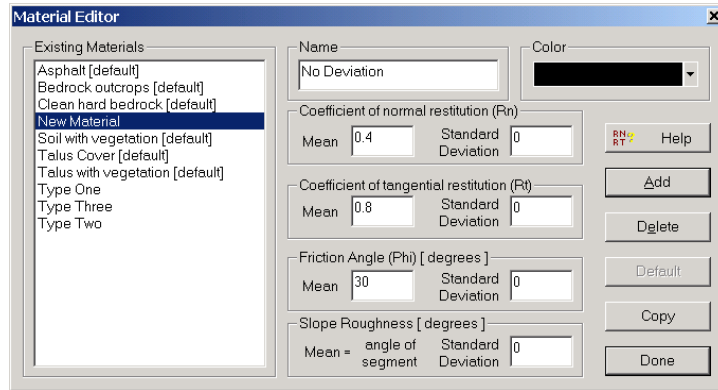 Material Editor
Existing Materials
Asphalt [default]
Bedrock outcrops [default]
Clean hard bedrock [default]
New Material
Soil with vegetation [default]
Talus Cover [default]
Talus with vegetation [default]
Type One
Type Three
Type Two
Name
No Deviation
Color
Coefficient of normal restitution (Rn)
Mean 0.4 Standard Deviation 0
Coefficient of tangential restitution (Rt)
Mean 0.8 Standard Deviation 0
Friction Angle (Phi) [ degrees ]
Mean 30 Standard Deviation 0
Slope Roughness [ degrees ]
Mean = angle of segment Standard Deviation 0
RN RT ? Help
Add
Delete
Default
Copy
Done